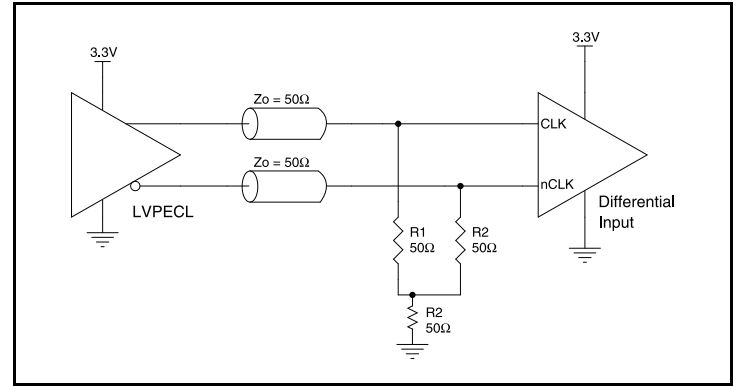 3.3V
3.3V
Zo = 50Ω
CLK
Zo = 50Ω
nCLK
LVPECL
Differential
Input
R1
50Ω
R2
50Ω
R2
50Ω